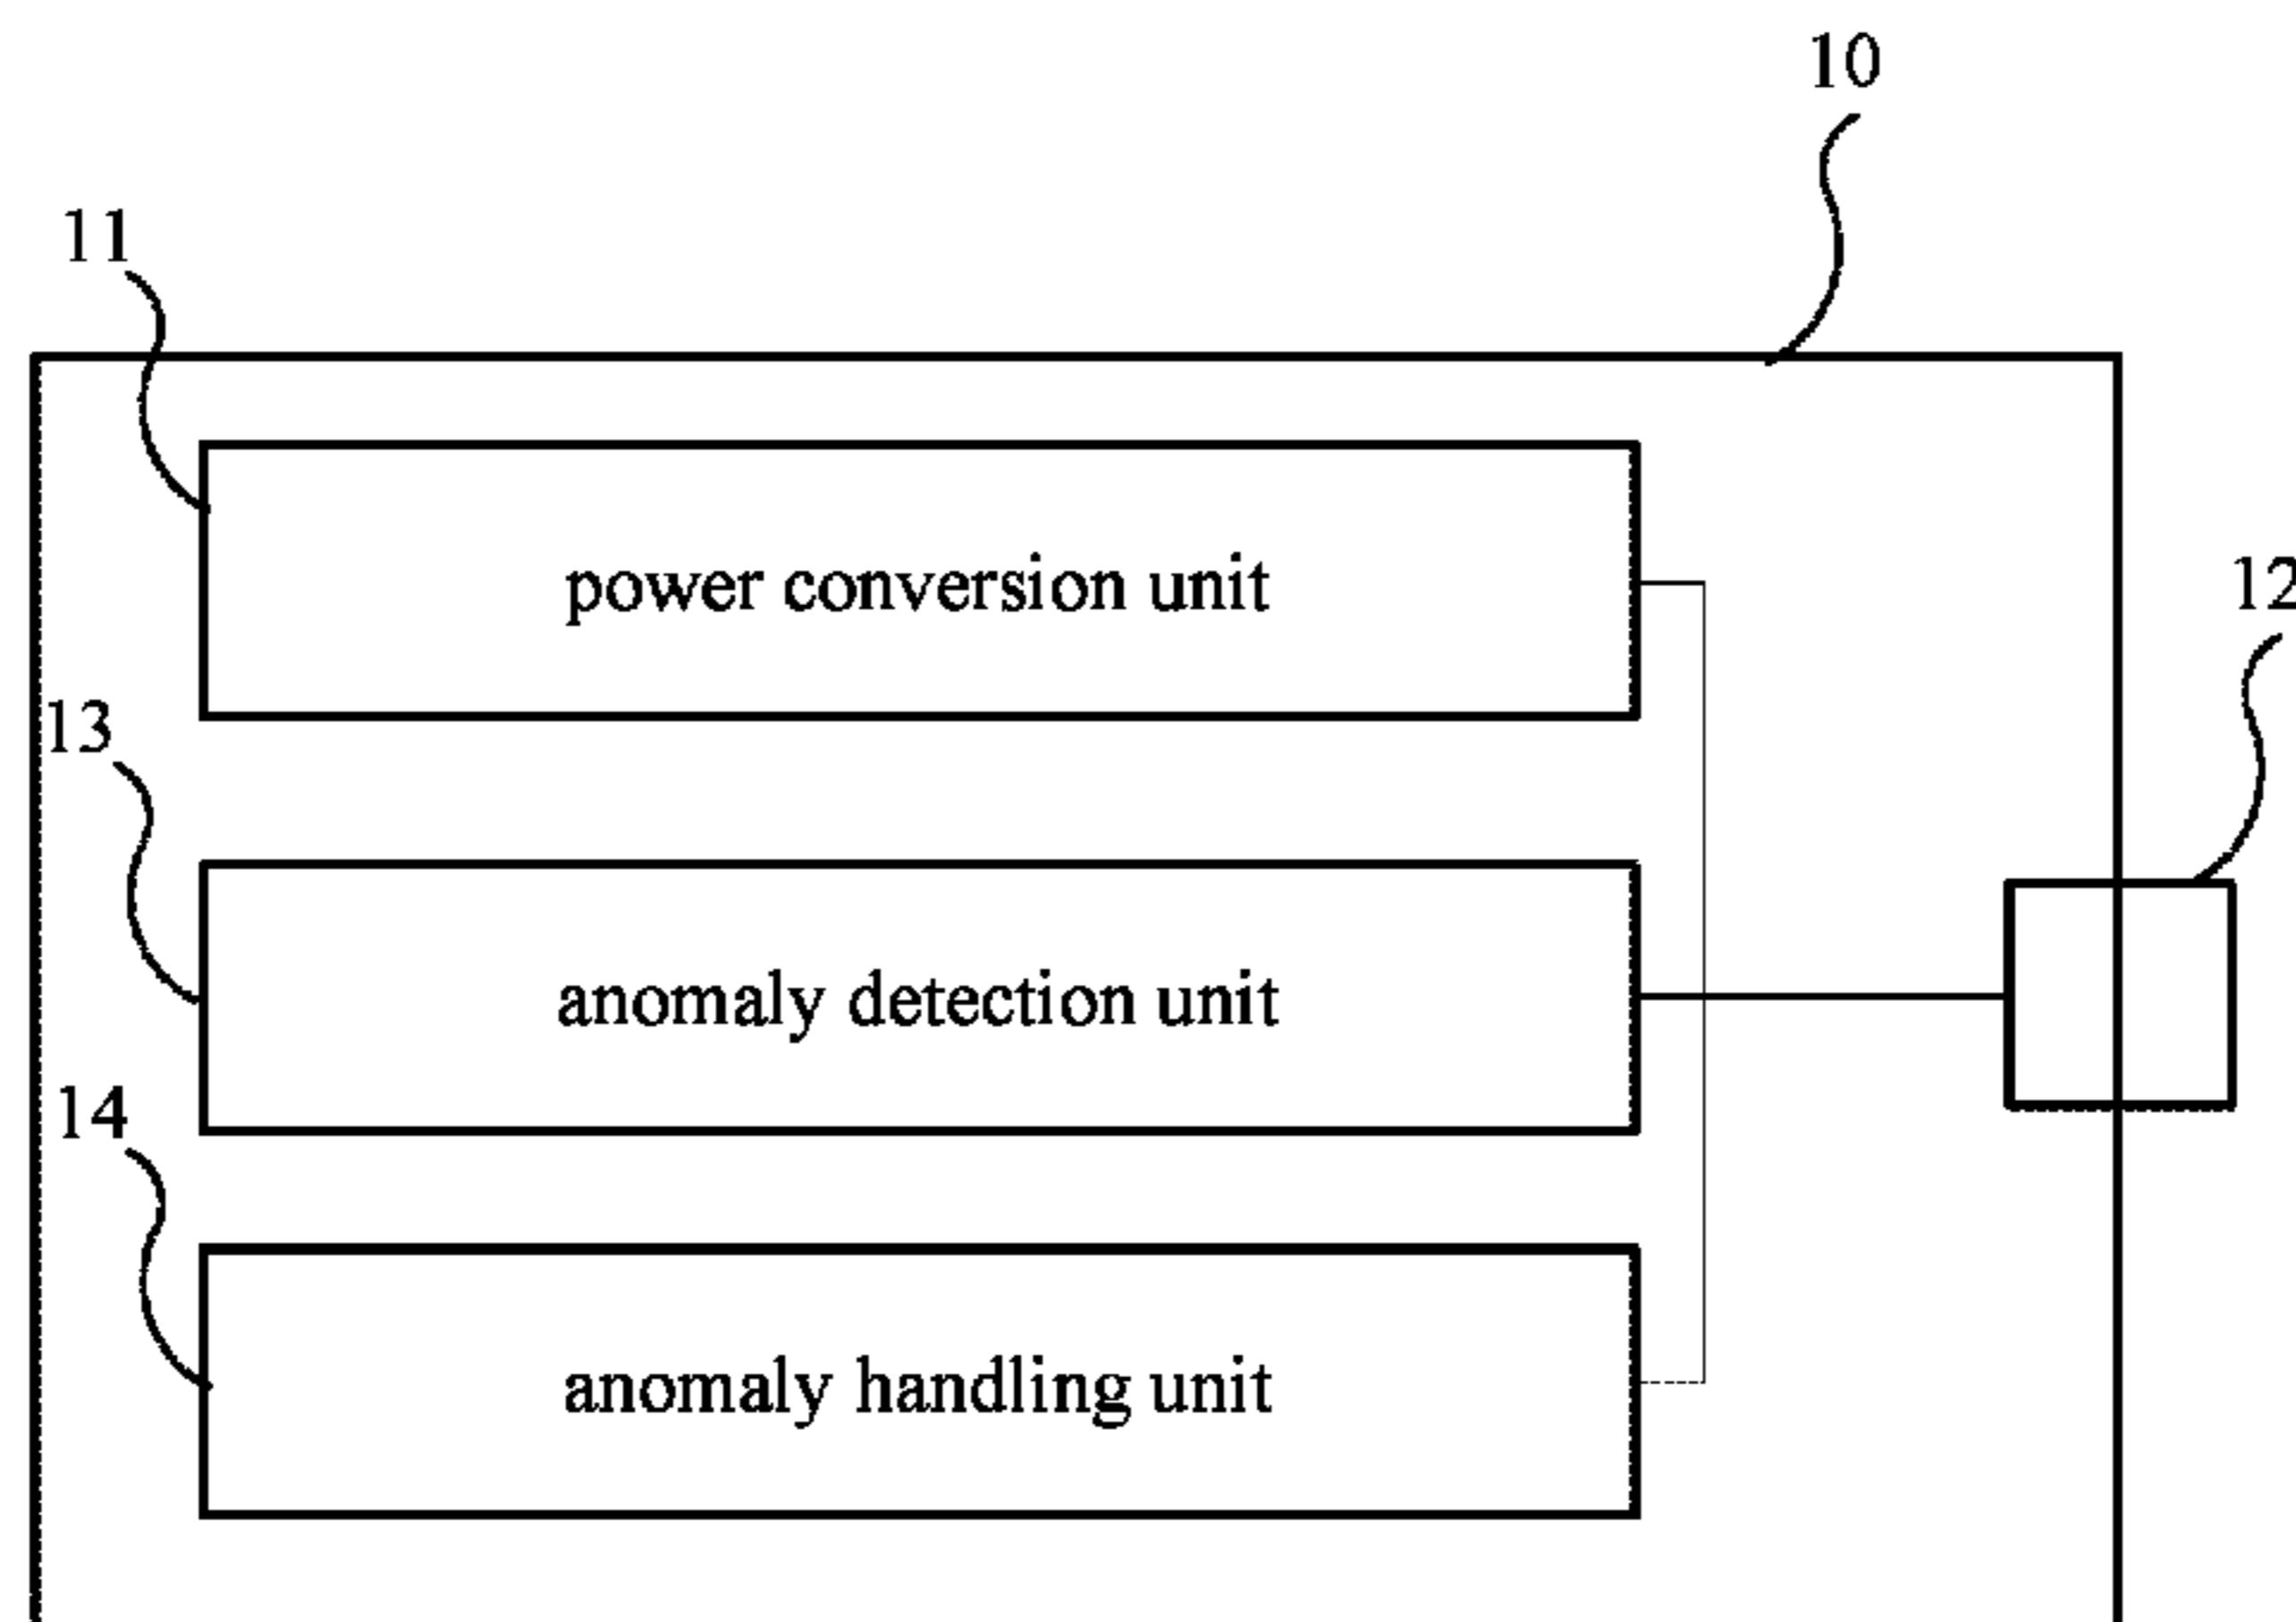 10
11
power conversion unit
12
13
anomaly detection unit
14
anomaly handling unit